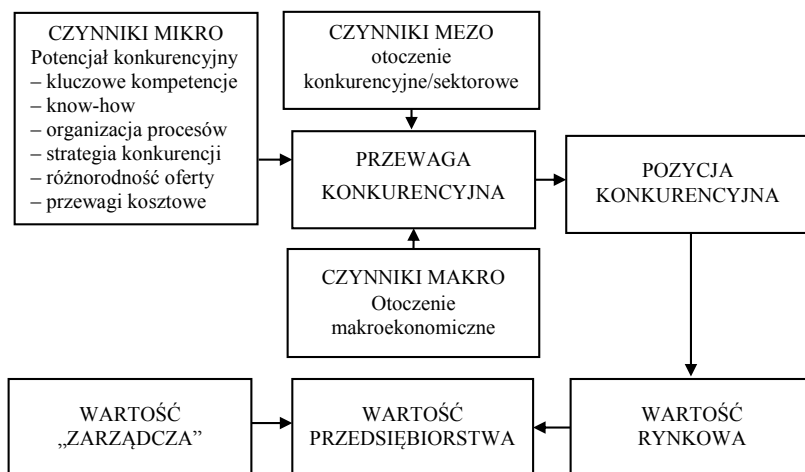 CZYNNIKI MIKRO
Potencjał konkurencyjny
– kluczowe kompetencje
– know-how
– organizacja procesów
– strategia konkurencji
– różnorodność oferty
– przewagi kosztowe
CZYNNIKI MEZO
otoczenie
konkurencyjne/sektorowe
PRZEWAGA
KONKURENCYJNA
POZYCJA
KONKURENCYJNA
CZYNNIKI MAKRO
Otoczenie
makroekonomiczne
WARTOŚĆ
„ZARZĄDCZA”
WARTOŚĆ
PRZEDSIĘBIORSTWA
WARTOŚĆ
RYNKOWA